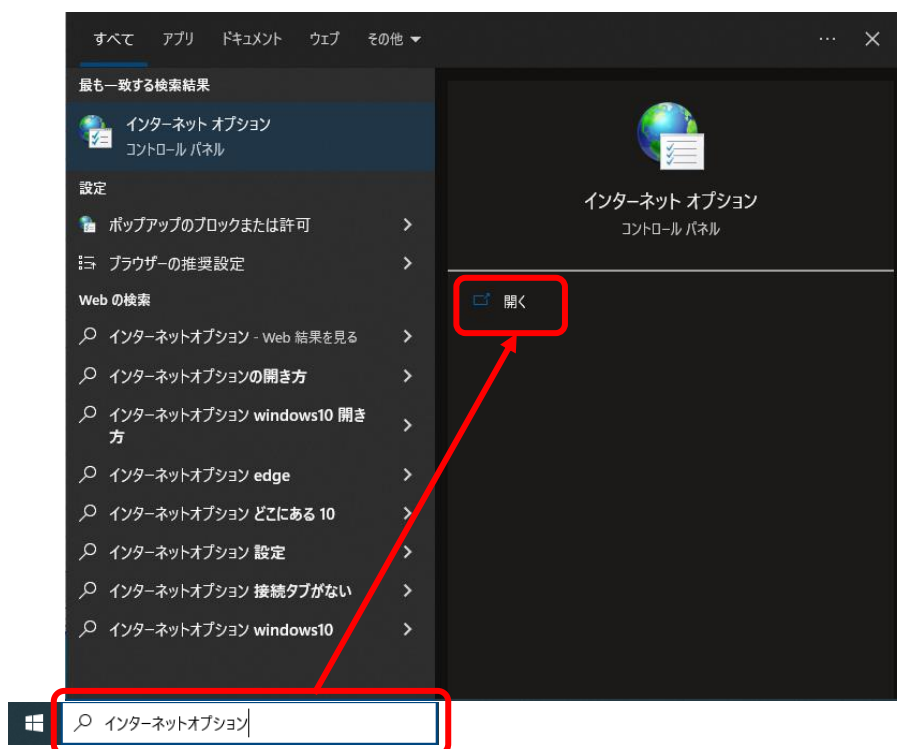 すべて アプリ ドキュメント ウェブ その他
最も一致する検索結果
インターネット オプション
コントロール パネル
設定
ポップアップのブロックまたは許可
ブラウザーの推奨設定
Web の検索
インターネットオプション - Web 結果を見る
インターネットオプションの開き方
インターネットオプション windows10 開き
方
インターネットオプション edge
インターネットオプション どこにある 10
インターネットオプション 設定
インターネットオプション 接続タブがない
インターネットオプション windows10
インターネット オプション
コントロール パネル
開く
インターネットオプション